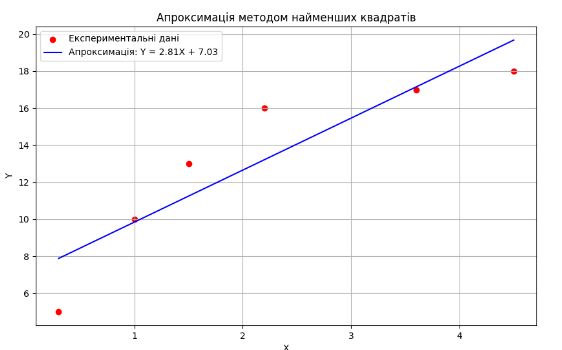 Апроксимація методом найменших квадратів
Експериментальні дані
Апроксимація: Y = 2.81X + 7.03
20
18
16
14
12
10
8
6
Y
1
2
3
4
X